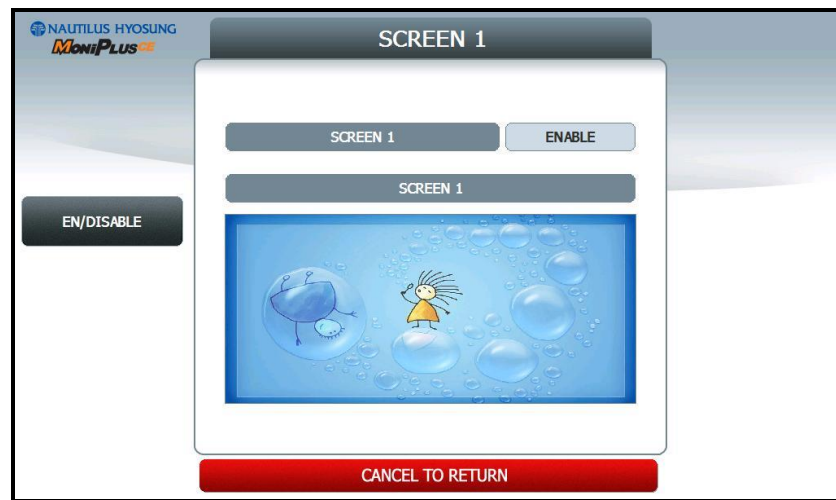 NAUTILUS HYOSUNG
MONIPLUS CE
SCREEN 1
SCREEN 1
ENABLE
SCREEN 1
EN/DISABLE
CANCEL TO RETURN